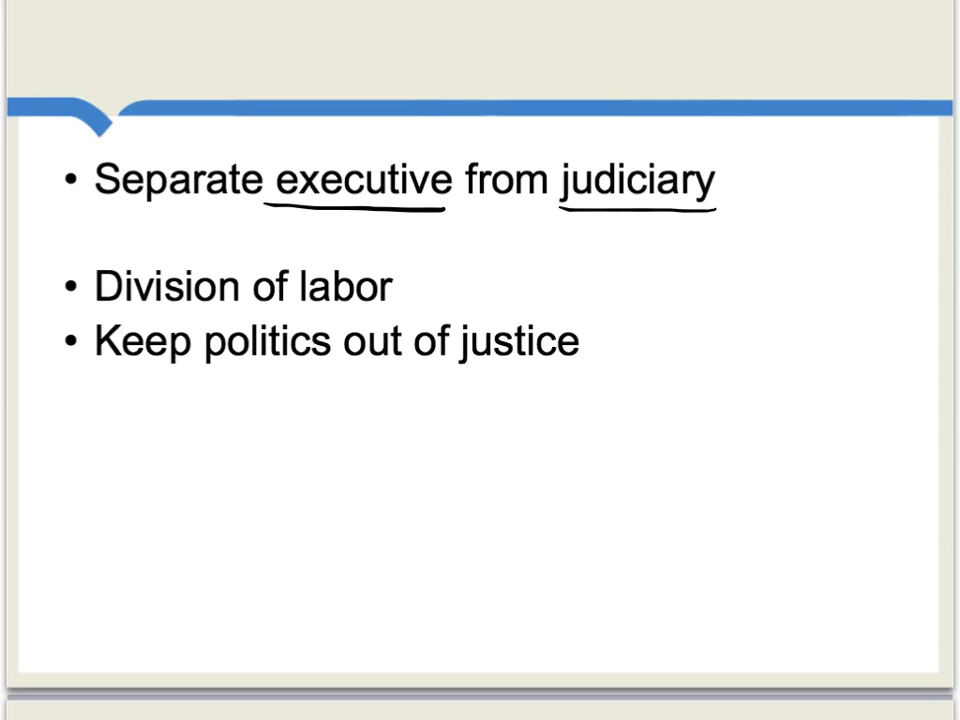 • Separate executive from judiciary
• Division of labor
• Keep politics out of justice